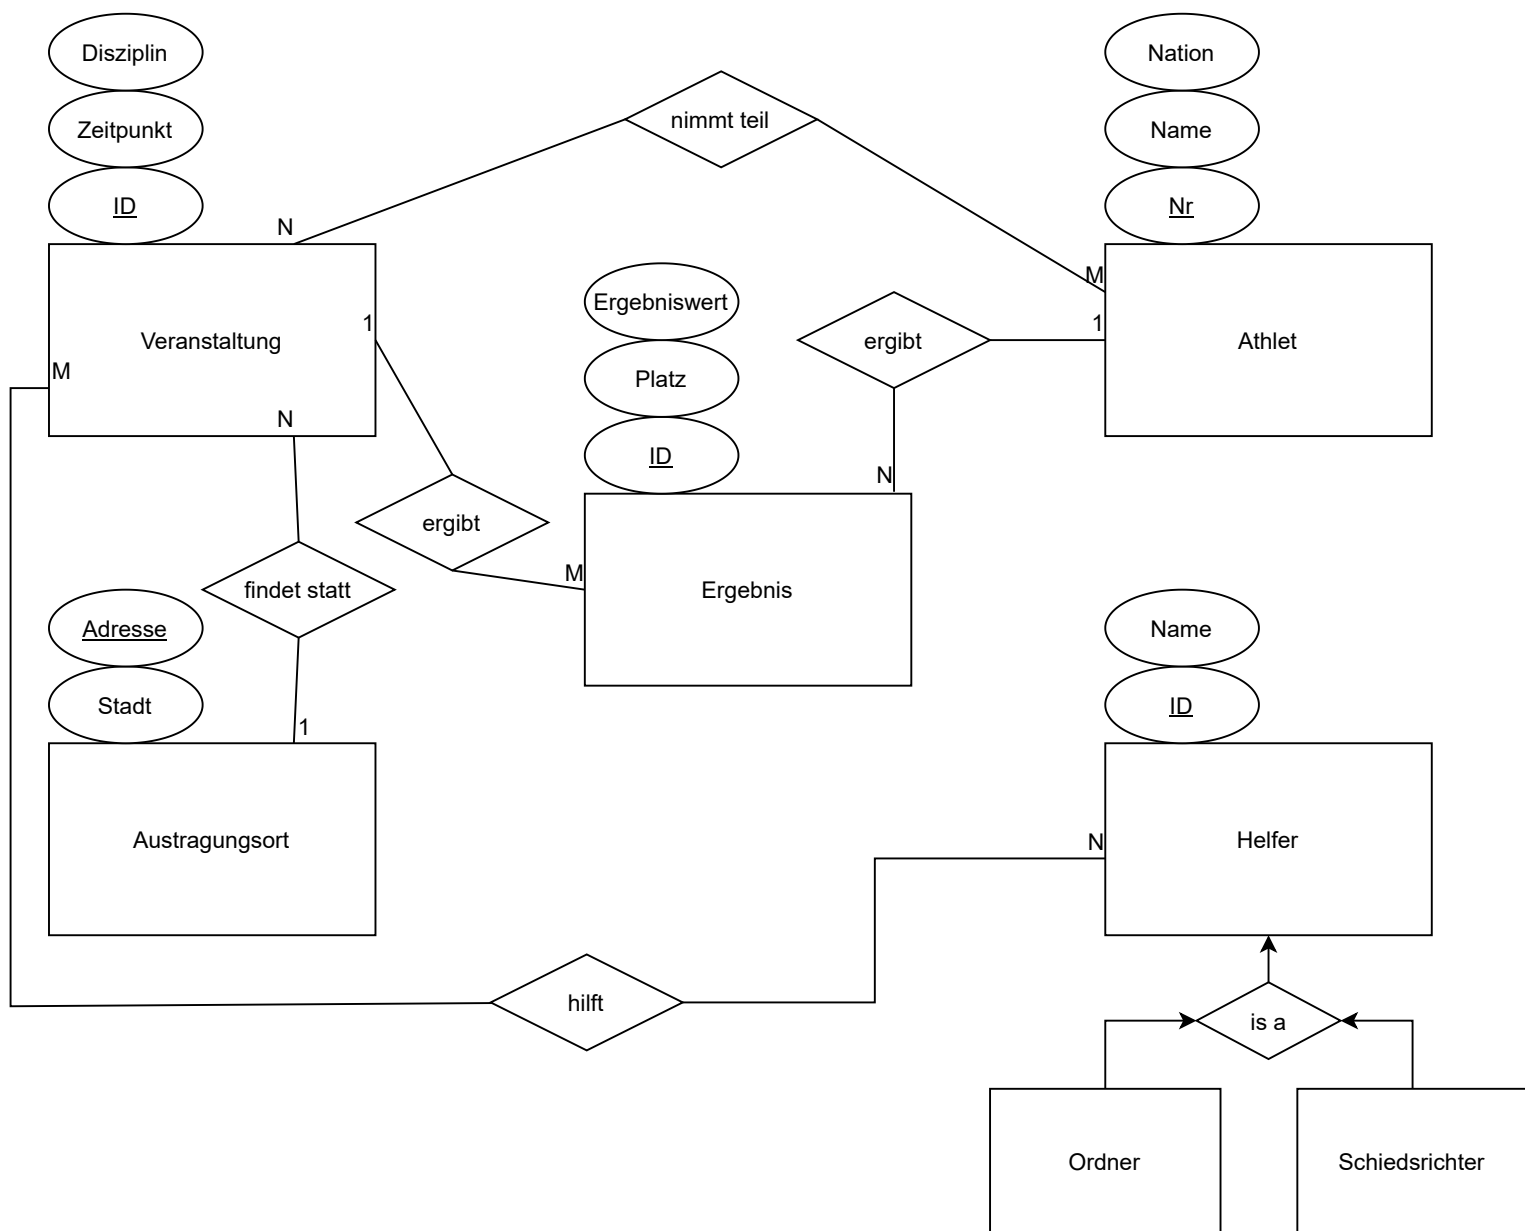 Disziplin
Zeitpunkt
ID
nimmt teil
Nation
Name
Nr
N
M
Veranstaltung
1
M
N
Ergebniswert
Platz
ID
ergibt
1
N
Athlet
ergibt
M
Ergebnis
findet statt
1
Adresse
Stadt
Austragungsort
Name
ID
Helfer
N
hilft
is a
Ordner
Schiedsrichter